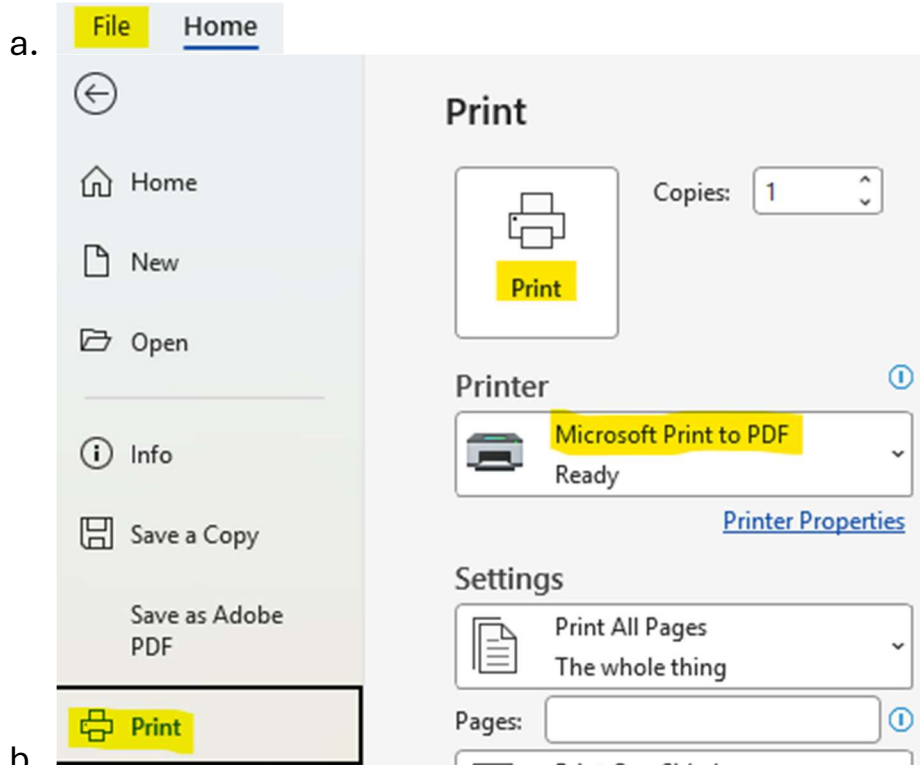 File Home
a.
Home
New
Open
Info
Save a Copy
Save as Adobe
PDF
Print
b
Print
Copies: 1
Print
Printer
Microsoft Print to PDF
Ready
Printer Properties
Settings
Print All Pages
The whole thing
Pages: